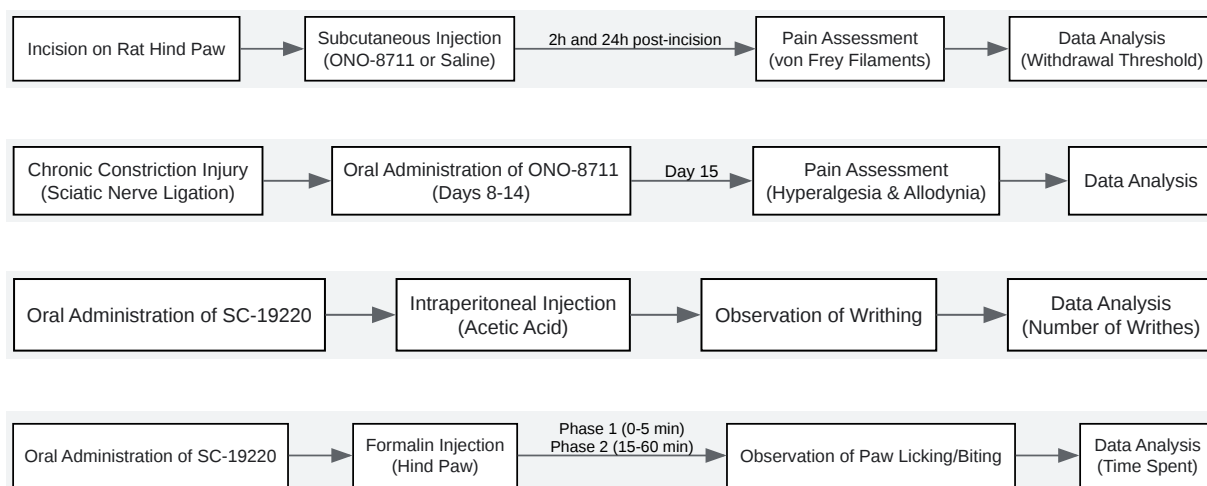 Incision on Rat Hind Paw
Subcutaneous Injection
(ONO-8711 or Saline)
2h and 24h post-incision
Pain Assessment
(von Frey Filaments)
Data Analysis
(Withdrawal Threshold)
Chronic Constriction Injury
(Sciatic Nerve Ligation)
Oral Administration of ONO-8711
(Days 8-14)
Day 15
Pain Assessment
(Hyperalgesia & Allodynia)
Data Analysis
Oral Administration of SC-19220
Intraperitoneal Injection
(Acetic Acid)
Observation of Writhing
Data Analysis
(Number of Writhes)
Oral Administration of SC-19220
Formalin Injection
(Hind Paw)
Phase 1 (0-5 min)
Phase 2 (15-60 min)
Observation of Paw Licking/Biting
Data Analysis
(Time Spent)